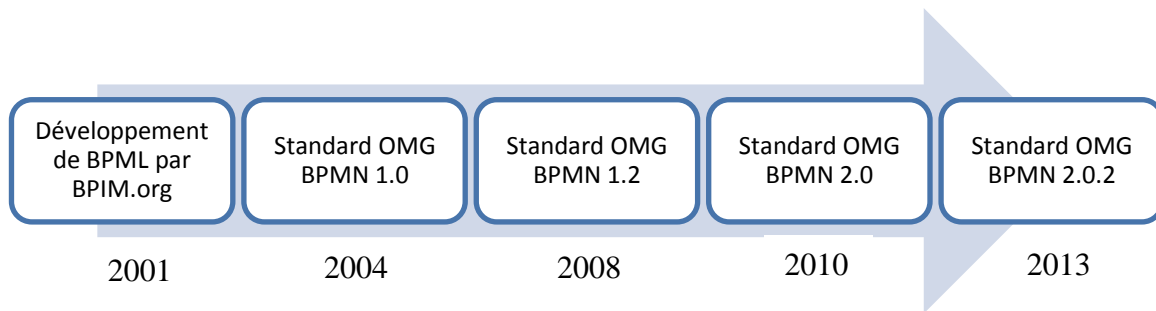 Développement
de BPML par
BPIM.org
Standard OMG
BPMN 1.0
Standard OMG
BPMN 1.2
Standard OMG
BPMN 2.0
Standard OMG
BPMN 2.0.2
2001
2004
2008
2010
2013